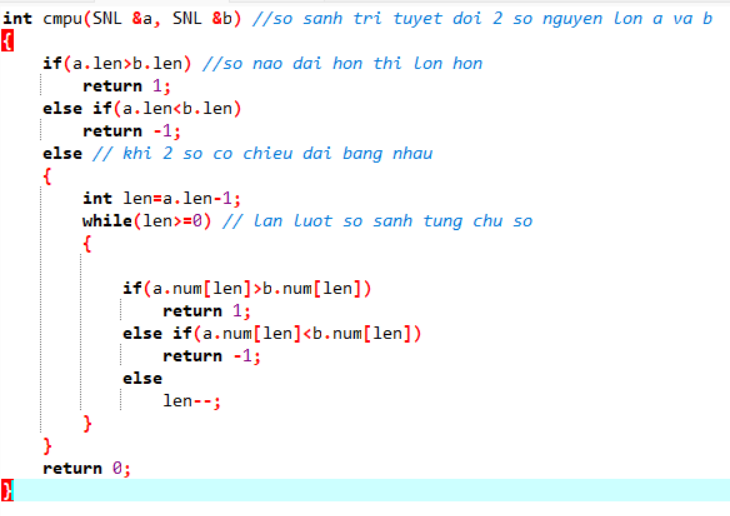 int cmpu(SNL &a, SNL &b) //so sanh tri tuyet doi 2 so nguyen lon a va b
{
    if(a.len>b.len) //so nao dai hon thi lon hon
        return 1;
    else if(a.len<b.len)
        return -1;
    else // khi 2 so co chieu dai bang nhau
    {
        int len=a.len-1;
        while(len>=0) // lan luot so sanh tung chu so
        {
            if(a.num[len]>b.num[len])
                return 1;
            else if(a.num[len]<b.num[len])
                return -1;
            else
                len--;
        }
    }
    return 0;
}